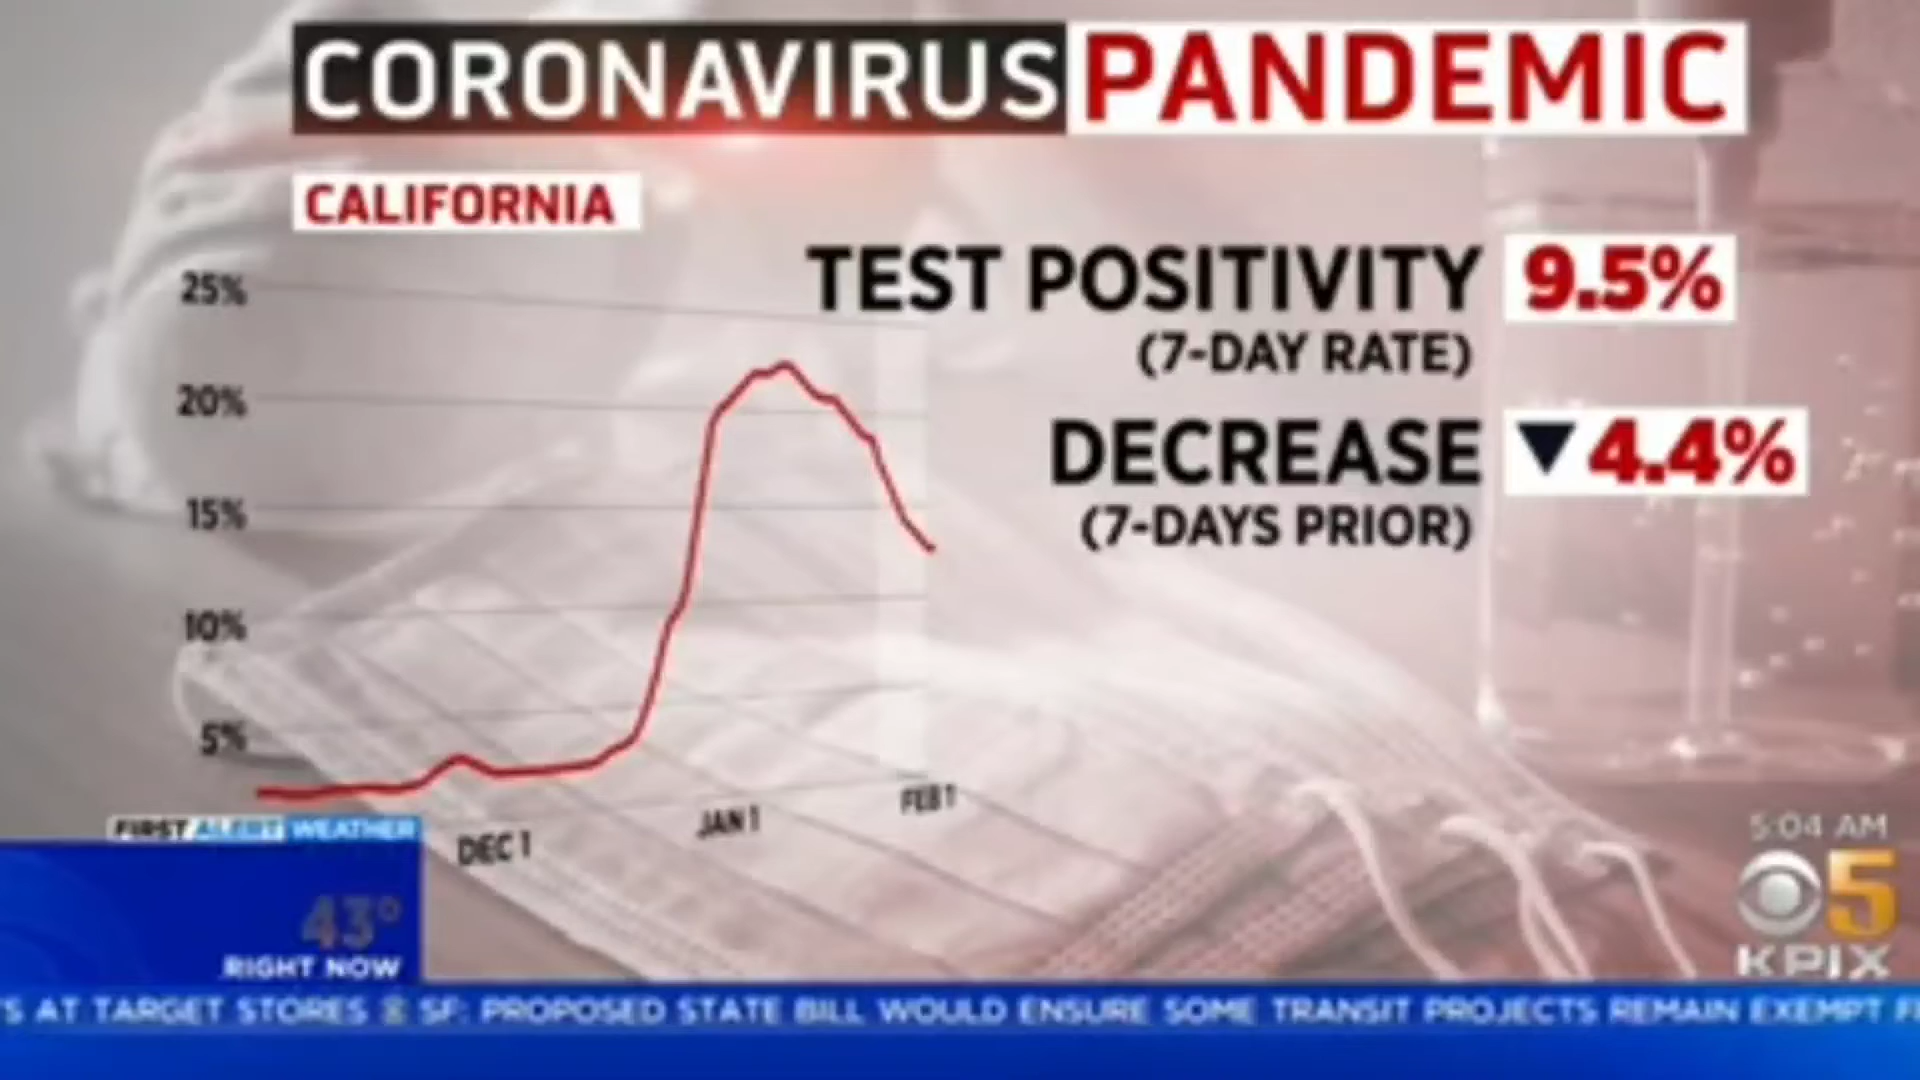 CORONAVIRUS PANDEMIC
CALIFORNIA
TEST POSITIVITY 9.5%
(7-DAY RATE)
DECREASE ▼4.4%
(7-DAYS PRIOR)
25%
20%
15%
10%
5%
DEC 1
JAN 1
FEB 1
FIRST ALERT WEATHER
43°
RIGHT NOW
5:04 AM
5
KPIX
S AT TARGET STORES SF: PROPOSED STATE BILL WOULD ENSURE SOME TRANSIT PROJECTS REMAIN EXEMPT